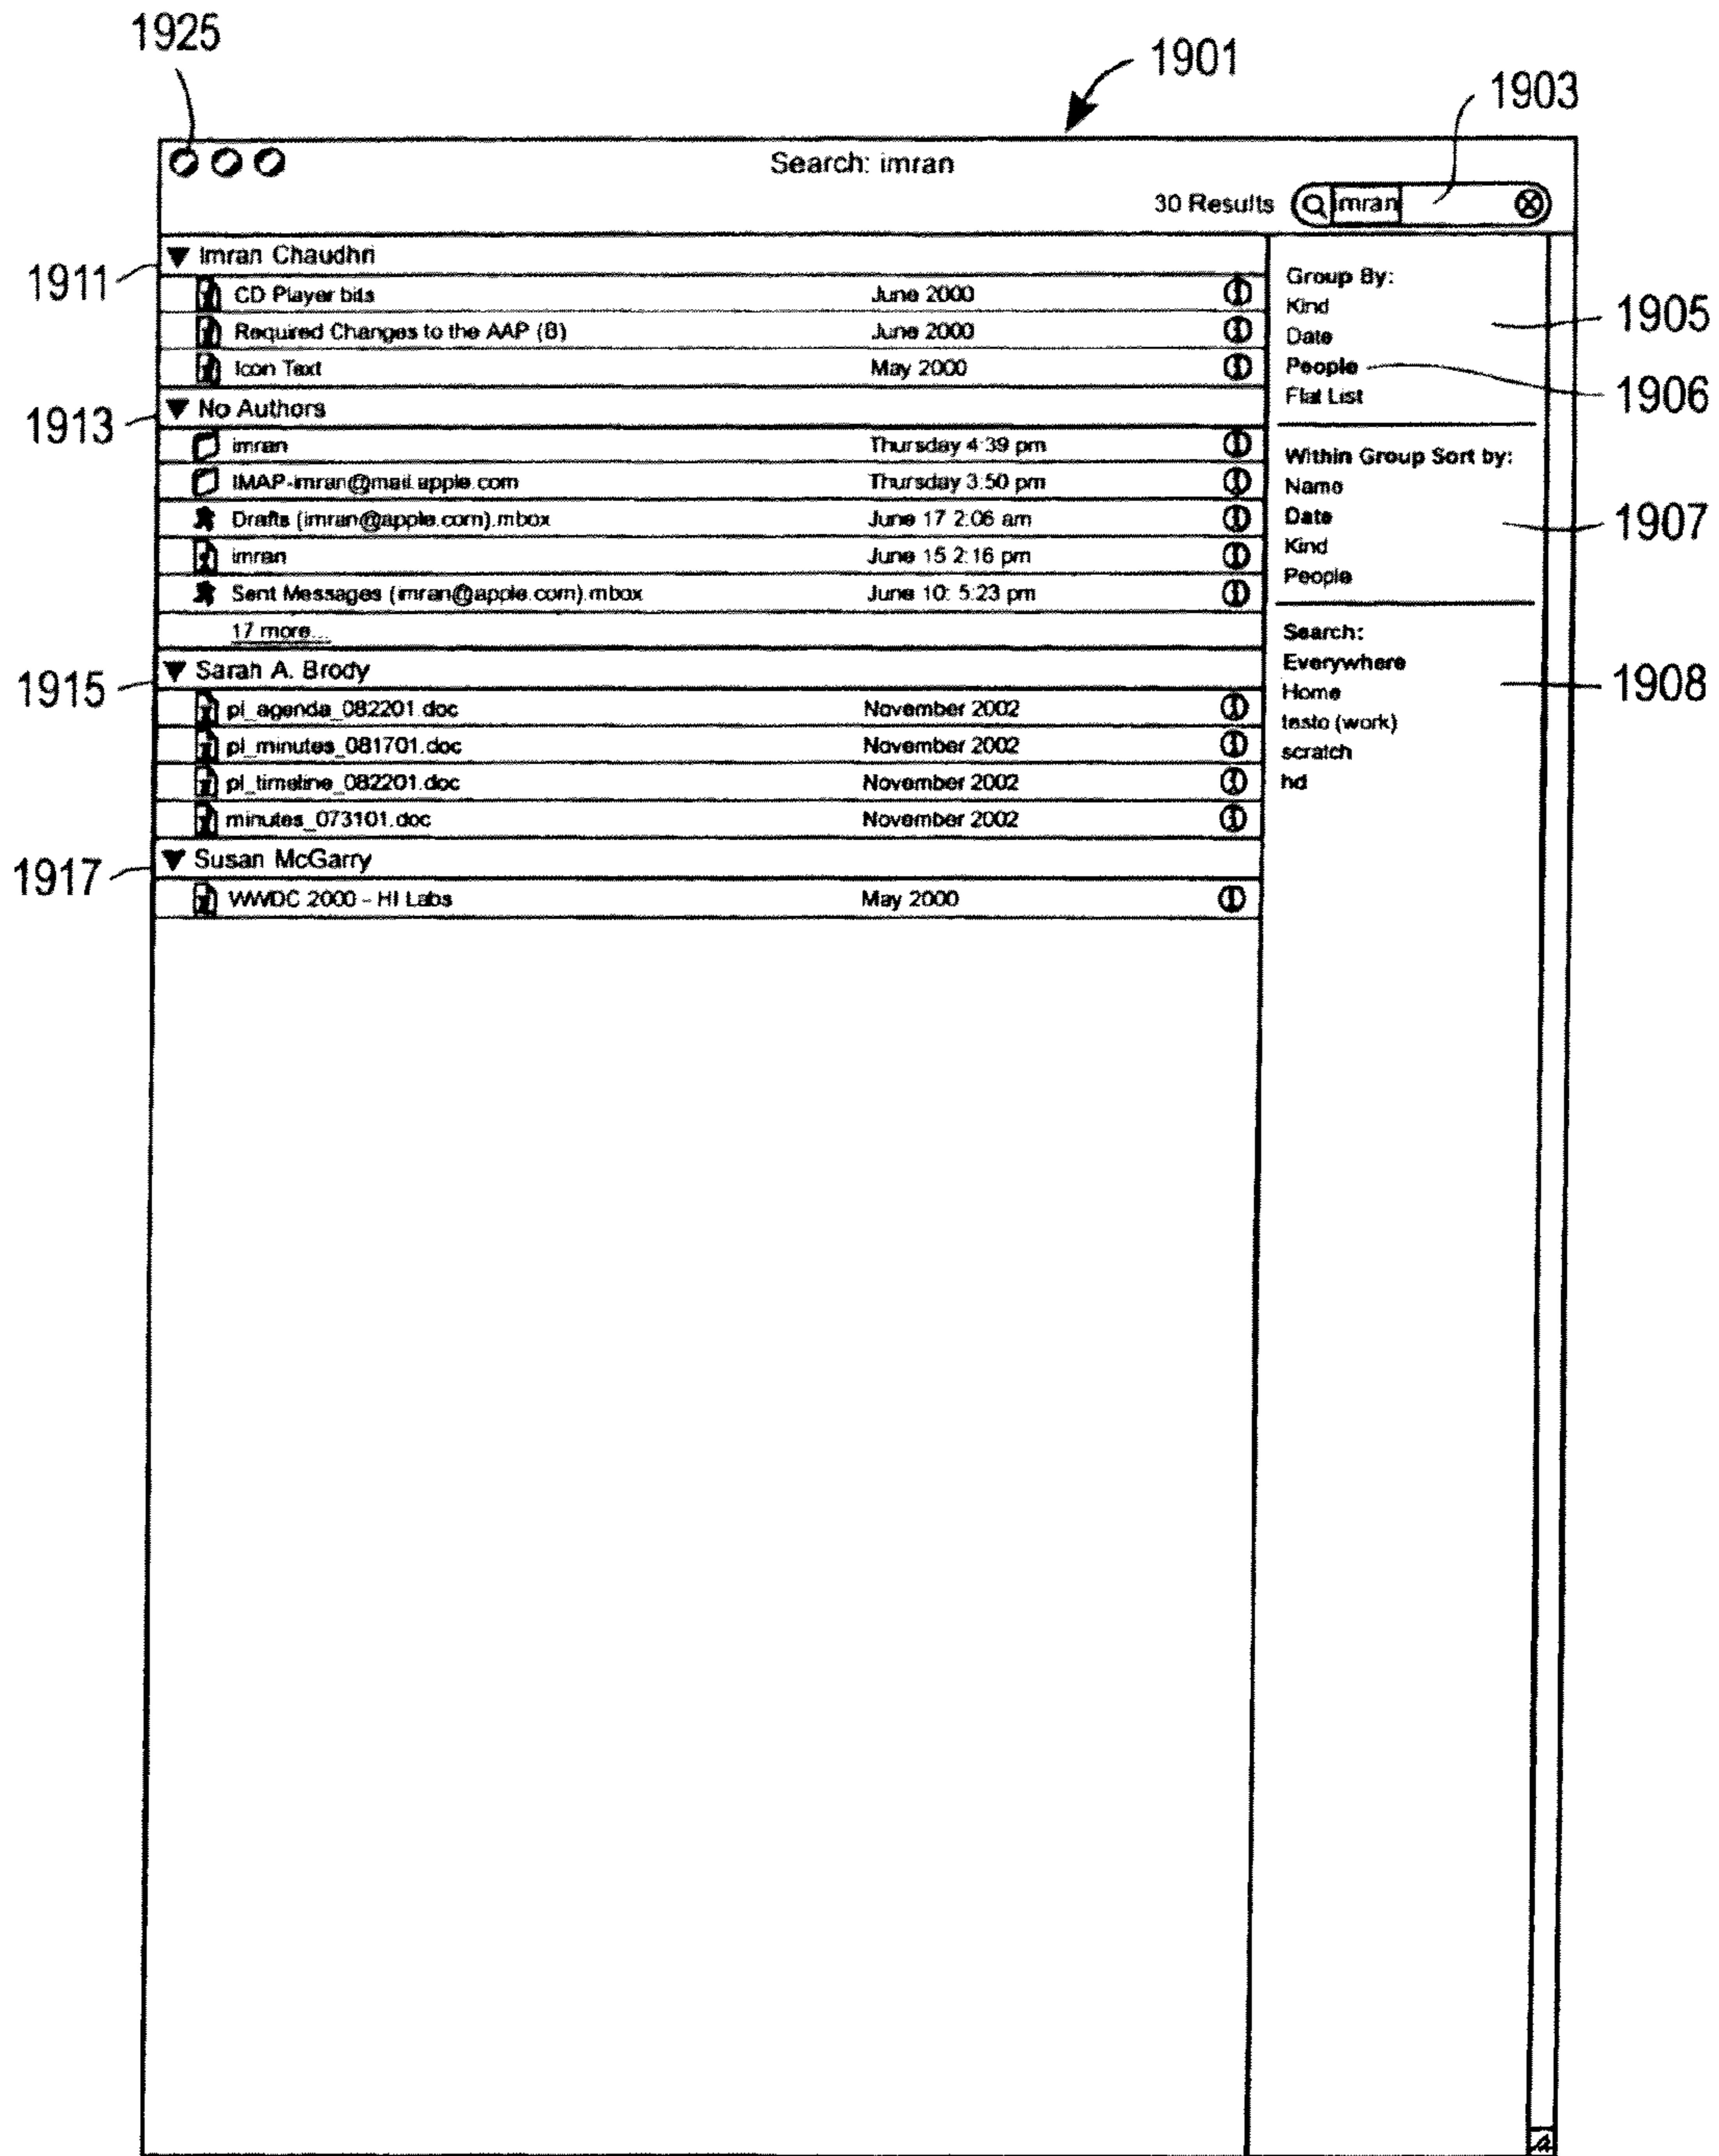 1925
1901
1903
Search: imran
30 Results
imran
1911
Imran Chaudhri
CD Player bits June 2000
Required Changes to the AAP (B) June 2000
Icon Text May 2000
1913
No Authors
imran Thursday 4:39 pm
IMAP-imran@mail.apple.com Thursday 3:50 pm
Drafts (imran@apple.com).mbox June 17 2:06 am
imran June 15 2:16 pm
Sent Messages (imran@apple.com).mbox June 10: 5:23 pm
17 more...
1915
Sarah A. Brody
pl_agenda_082201.doc November 2002
pl_minutes_081701.doc November 2002
pl_timeline_082201.doc November 2002
minutes_073101.doc November 2002
1917
Susan McGarry
WWDC 2000 – HI Labs May 2000
Group By:
Kind
Date
People
Flat List
1905
1906
Within Group Sort by:
Name
Date
Kind
People
1907
Search:
Everywhere
Home
testo (work)
scratch
hd
1908